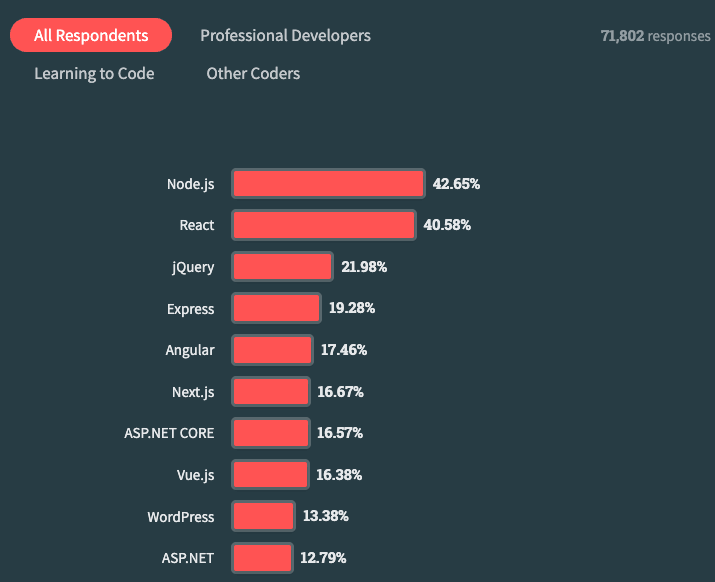 All Respondents Professional Developers 71,802 responses
Learning to Code Other Coders
Node.js 42.65%
React 40.58%
jQuery 21.98%
Express 19.28%
Angular 17.46%
Next.js 16.67%
ASP.NET CORE 16.57%
Vue.js 16.38%
WordPress 13.38%
ASP.NET 12.79%